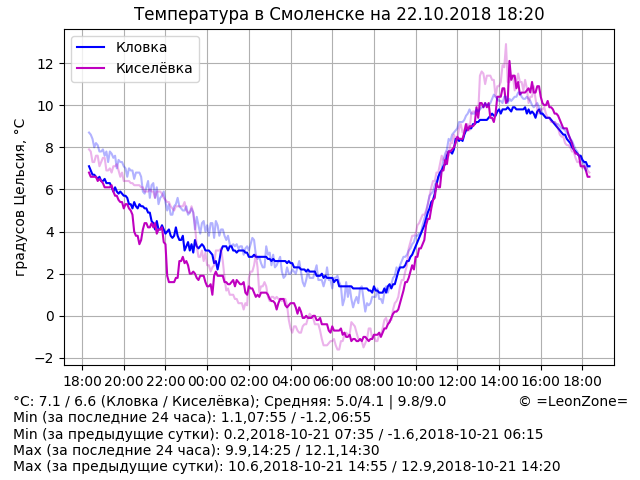 Температура в Смоленске на 22.10.2018 18:20
Кловка
Киселёвка
градусов Цельсия, °C
12
10
8
6
4
2
0
−2
18:00 20:00 22:00 00:00 02:00 04:00 06:00 08:00 10:00 12:00 14:00 16:00 18:00
°C: 7.1 / 6.6 (Кловка / Киселёвка); Средняя: 5.0/4.1 | 9.8/9.0 © =LeonZone=
Min (за последние 24 часа): 1.1,07:55 / -1.2,06:55
Min (за предыдущие сутки): 0.2,2018-10-21 07:35 / -1.6,2018-10-21 06:15
Max (за последние 24 часа): 9.9,14:25 / 12.1,14:30
Max (за предыдущие сутки): 10.6,2018-10-21 14:55 / 12.9,2018-10-21 14:20